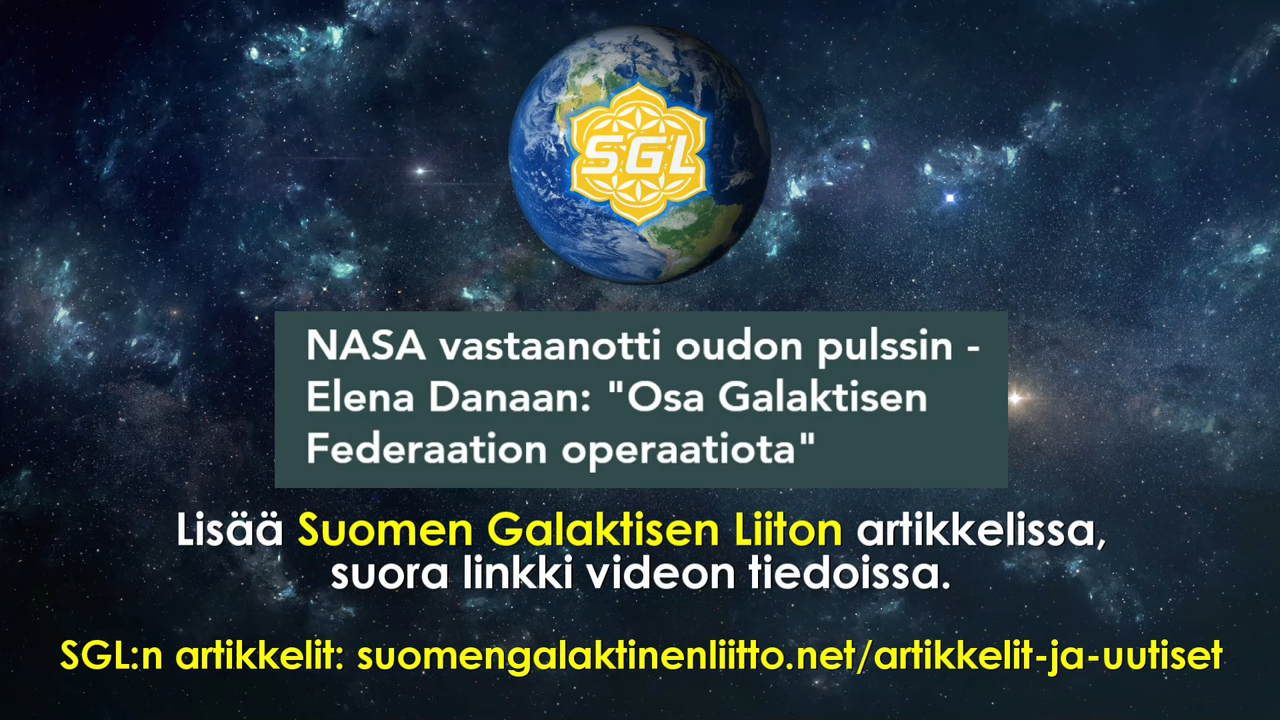 SGL
NASA vastaanotti oudon pulssin -
Elena Danaan: "Osa Galaktisen
Federaation operaatiota"
Lisää Suomen Galaktisen Liiton artikkelissa,
suora linkki videon tiedoissa.
SGL:n artikkelit: suomengalaktinenliitto.net/artikkelit-ja-uutiset